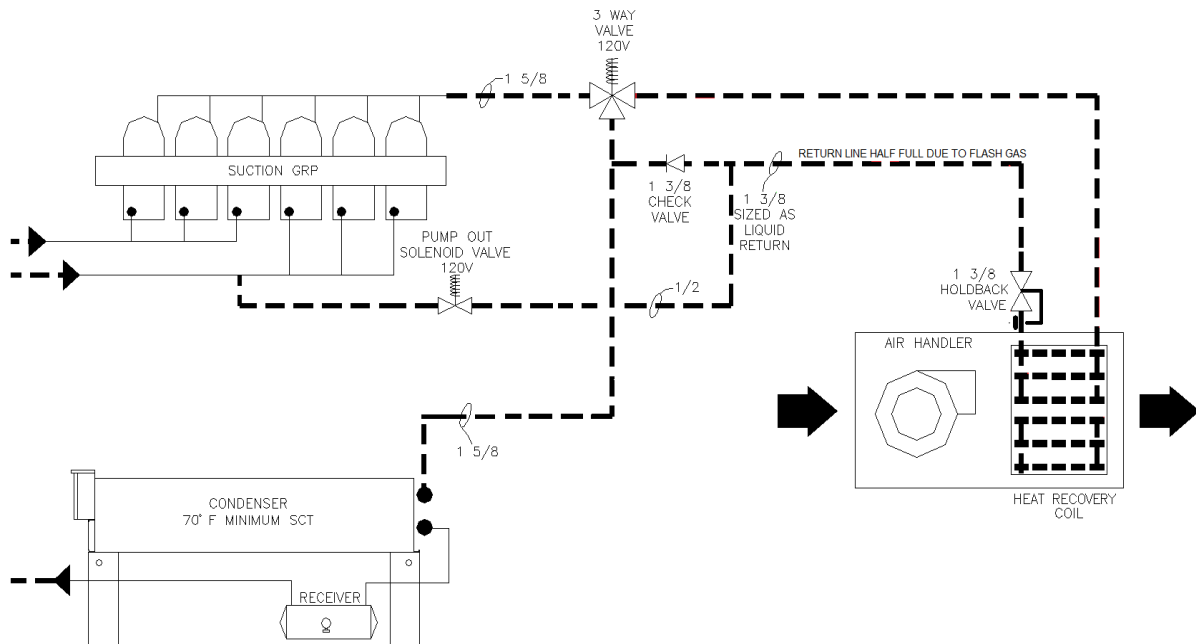 3 WAY
VALVE
120V
1 5/8
RETURN LINE HALF FULL DUE TO FLASH GAS
SUCTION GRP
1 3/8
CHECK
VALVE
1 3/8
SIZED AS
LIQUID
RETURN
PUMP OUT
SOLENOID VALVE
120V
1/2
1 3/8
HOLDBACK
VALVE
AIR HANDLER
1 5/8
CONDENSER
70° F MINIMUM SCT
HEAT RECOVERY
COIL
RECEIVER